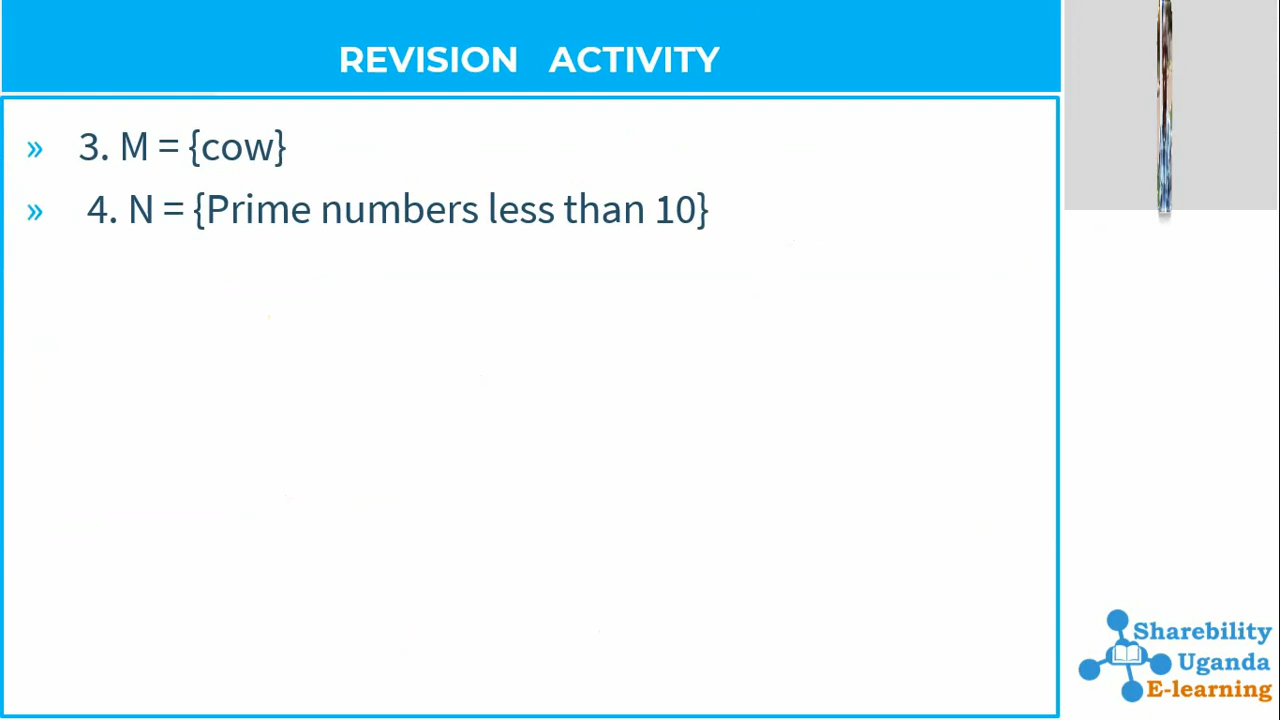 REVISION ACTIVITY
» 3. M = {cow}
» 4. N = {Prime numbers less than 10}
Sharebility
Uganda
E-learning